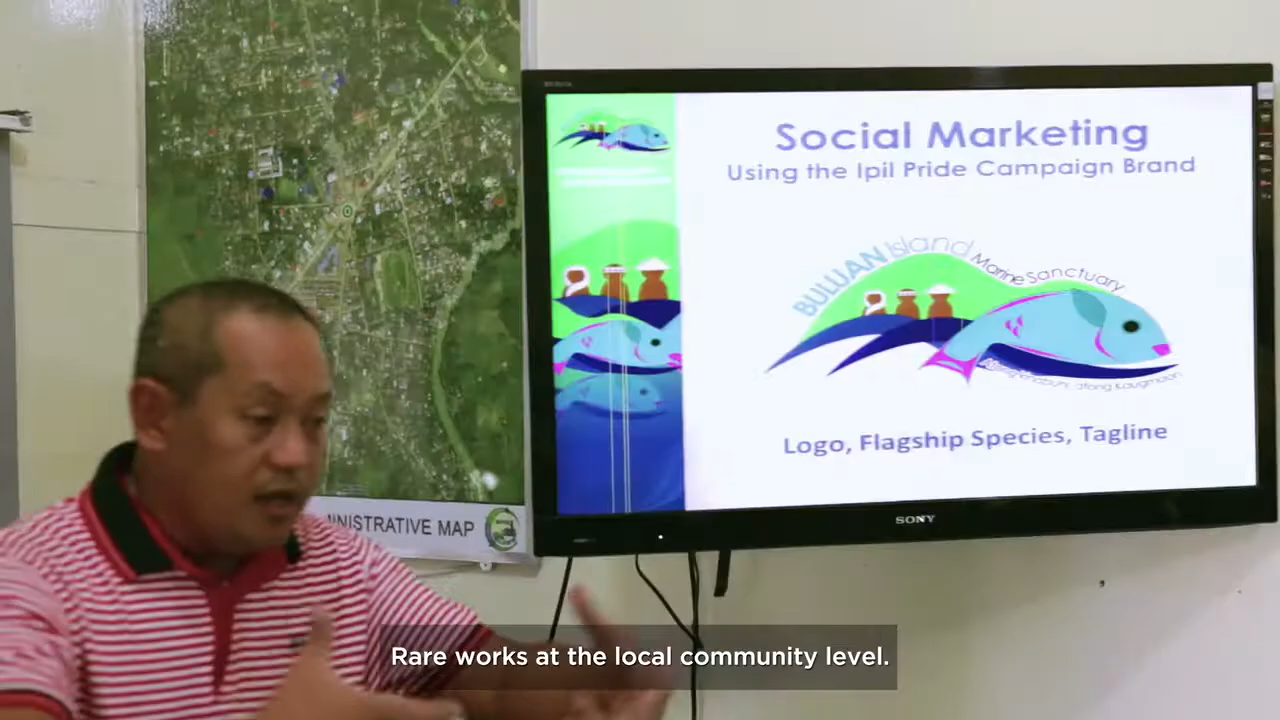 Social Marketing
Using the Ipil Pride Campaign Brand
BULUAN Island Marine Sanctuary
Logo, Flagship Species, Tagline
SONY
MINISTRATIVE MAP
Rare works at the local community level.